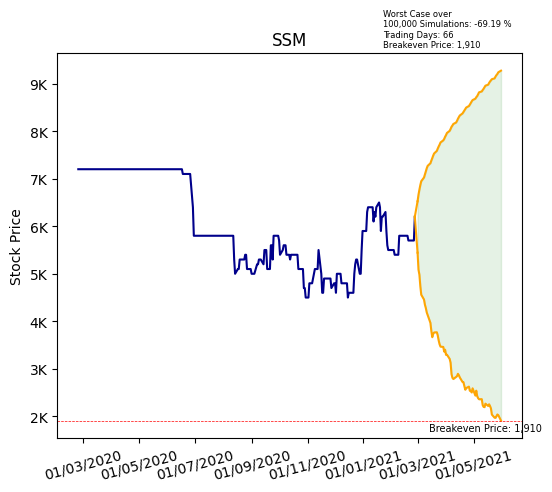 Worst Case over
100,000 Simulations: -69.19 %
Trading Days: 66
Breakeven Price: 1,910
SSM
9K
8K
7K
6K
5K
4K
3K
2K
Stock Price
Breakeven Price: 1,910
01/03/2020
01/05/2020
01/07/2020
01/09/2020
01/11/2020
01/01/2021
01/03/2021
01/05/2021